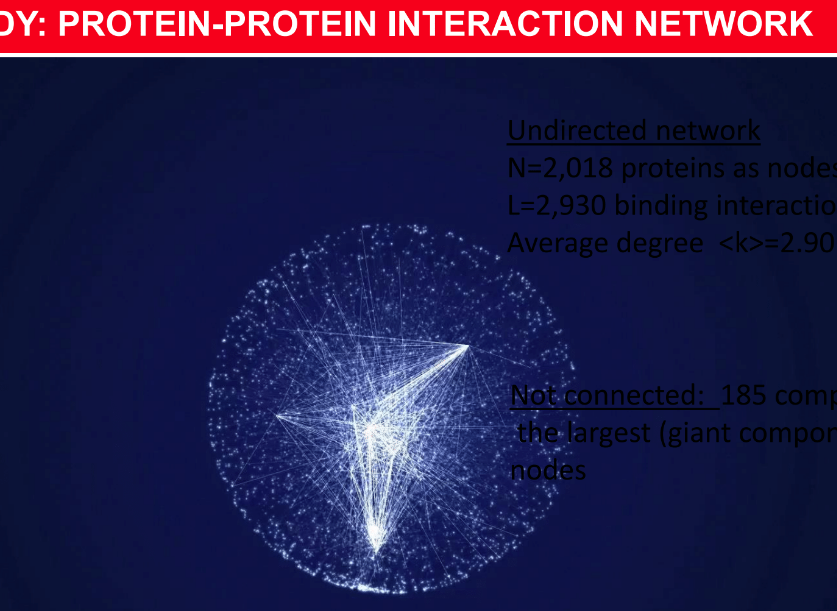 DY: PROTEIN-PROTEIN INTERACTION NETWORK
Undirected network
N=2,018 proteins as nodes
L=2,930 binding interactio
Average degree <k>=2.90
Not connected: 185 comp
the largest (giant compon
nodes